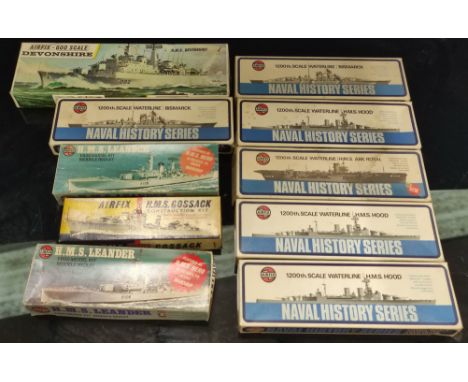 AIRFIX-600 SCALE
DEVONSHIRE
H.M.S. DEVONSHIRE
1200th SCALE WATERLINE BISMARCK
NAVAL HISTORY SERIES
H.M.S. LEANDER
AIRFIX
H.M.S. COSSACK
CONSTRUCTION KIT
COSSACK
H.M.S. LEANDER
H.M.S. LEANDER
1200th SCALE WATERLINE BISMARCK
NAVAL HISTORY SERIES
1200th SCALE WATERLINE H.M.S. HOOD
NAVAL HISTORY SERIES
1200th SCALE WATERLINE H.M.S. ARK ROYAL
NAVAL HISTORY SERIES
1200th SCALE WATERLINE H.M.S. HOOD
NAVAL HISTORY SERIES
1200th SCALE WATERLINE H.M.S. HOOD
NAVAL HISTORY SERIES